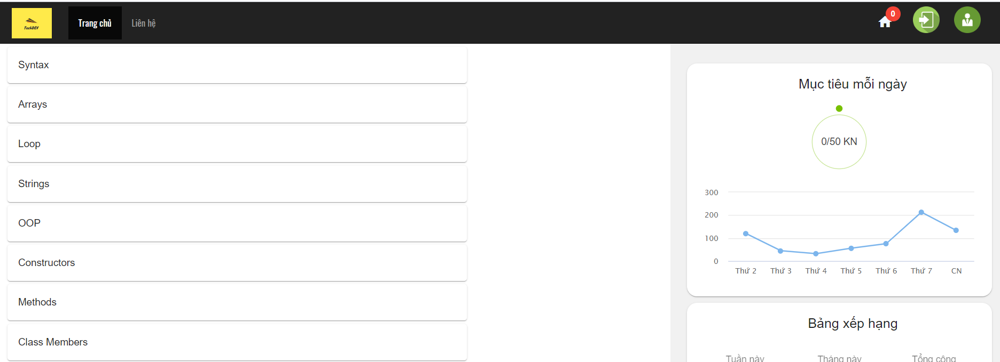 TechDEV
Trang chủ
Liên hệ
0
Syntax
Arrays
Loop
Strings
OOP
Constructors
Methods
Class Members
Mục tiêu mỗi ngày
0/50 KN
300
200
100
0
Thứ 2 Thứ 3 Thứ 4 Thứ 5 Thứ 6 Thứ 7 CN
Bảng xếp hạng
Tuần này Tháng này Tổng cộng